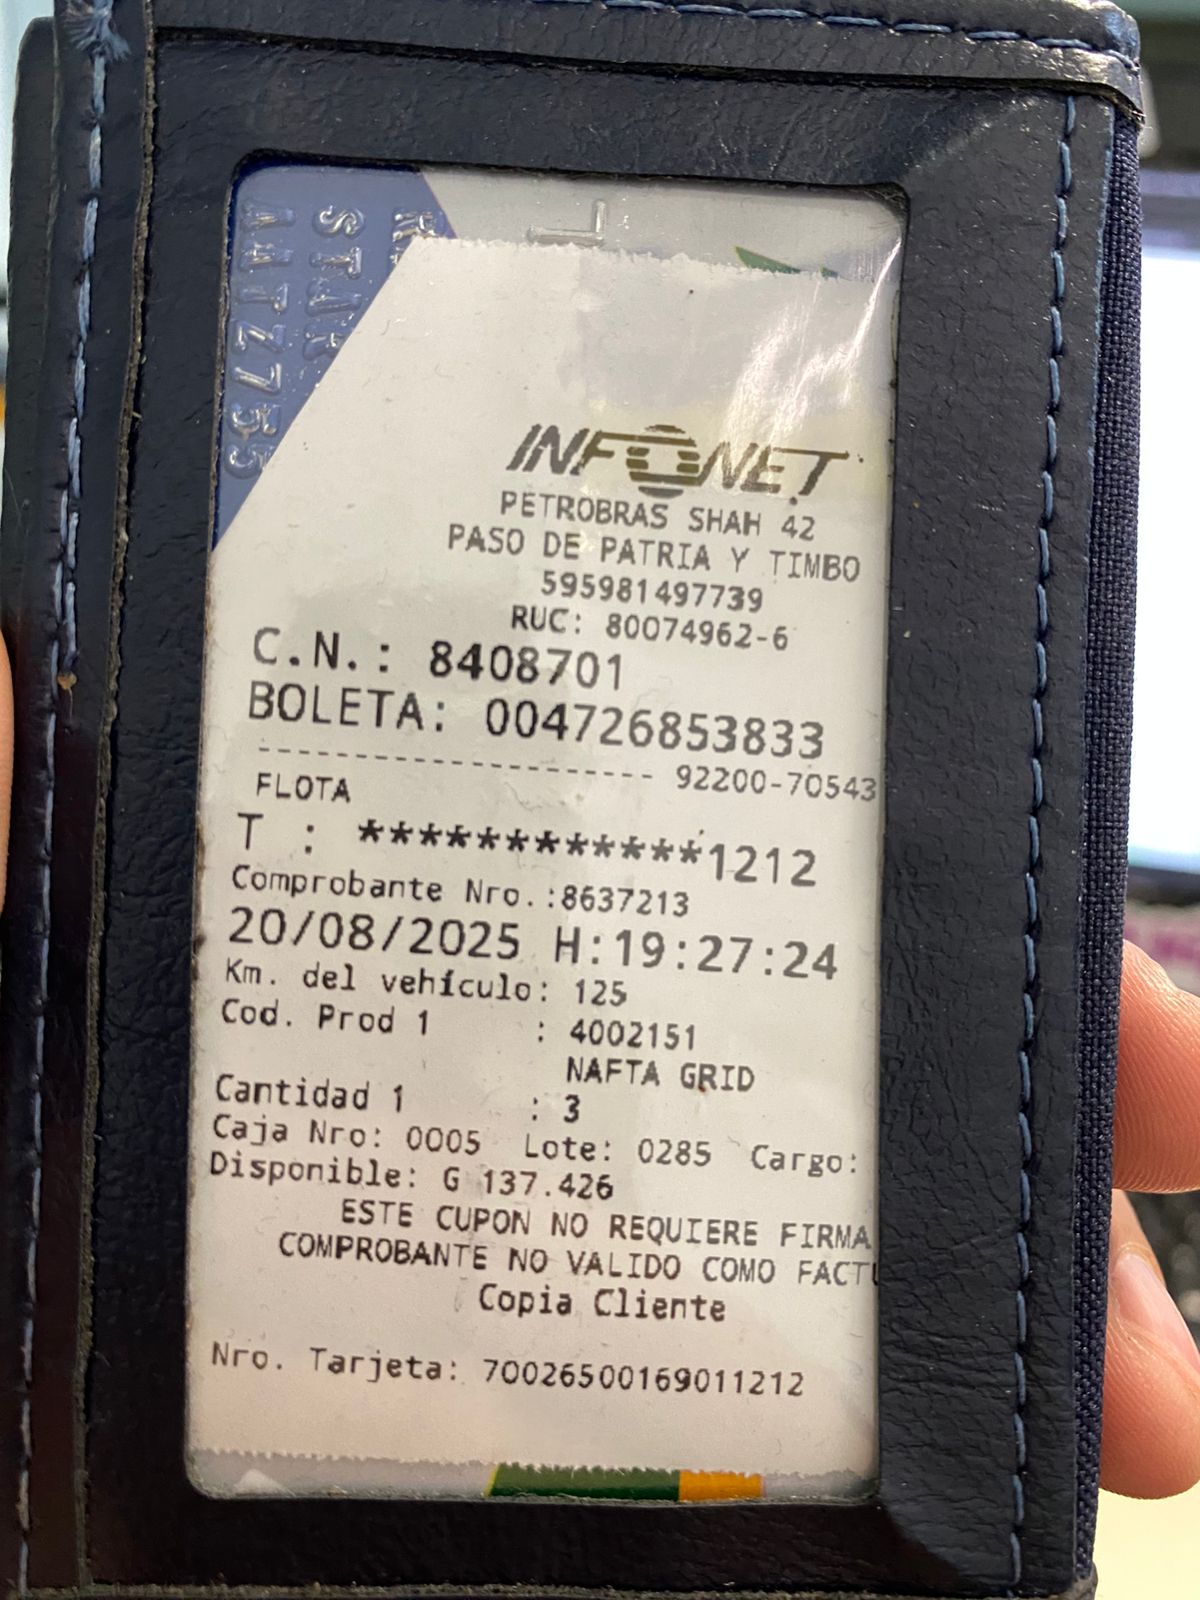 STAR
INFONET
PETROBRAS SHAH 42
PASO DE PATRIA Y TIMBO
595981497739
RUC: 80074962-6
C.N.: 8408701
BOLETA: 004726853833
-------------------- 92200-70543
FLOTA
T : ************1212
Comprobante Nro.:8637213
20/08/2025 H:19:27:24
Km. del vehículo: 125
Cod. Prod 1 : 4002151
NAFTA GRID
Cantidad 1 : 3
Caja Nro: 0005 Lote: 0285 Cargo:
Disponible: G 137.426
ESTE CUPON NO REQUIERE FIRMA
COMPROBANTE NO VALIDO COMO FACTU
Copia Cliente
Nro. Tarjeta: 70026500169011212